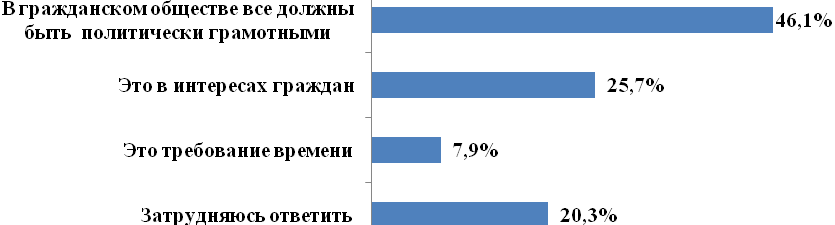 В гражданском обществе все должны
быть политически грамотными
46,1%
Это в интересах граждан
25,7%
Это требование времени
7,9%
Затрудняюсь ответить
20,3%